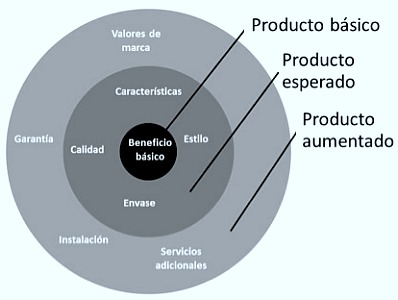 Producto básico
Producto
esperado
Producto
aumentado
Valores de
marca
Características
Garantía
Calidad
Beneficio
básico
Estilo
Envase
Instalación
Servicios
adicionales